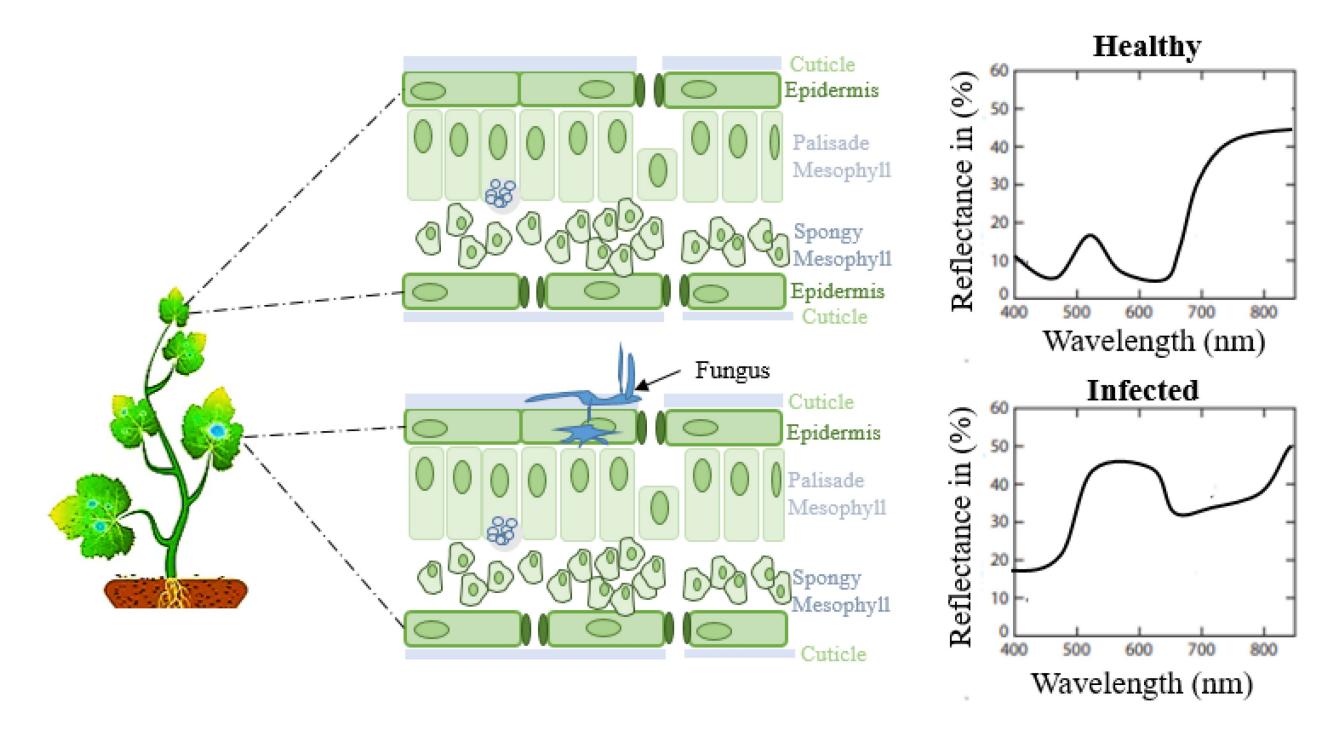 Cuticle
Epidermis
Palisade
Mesophyll
Spongy
Mesophyll
Epidermis
Cuticle
Healthy
Reflectance in (%)
60
50
40
30
20
10
0
400 500 600 700 800
Wavelength (nm)
Fungus
Cuticle
Epidermis
Palisade
Mesophyll
Spongy
Mesophyll
Cuticle
Infected
Reflectance in (%)
60
50
40
30
20
10
0
400 500 600 700 800
Wavelength (nm)